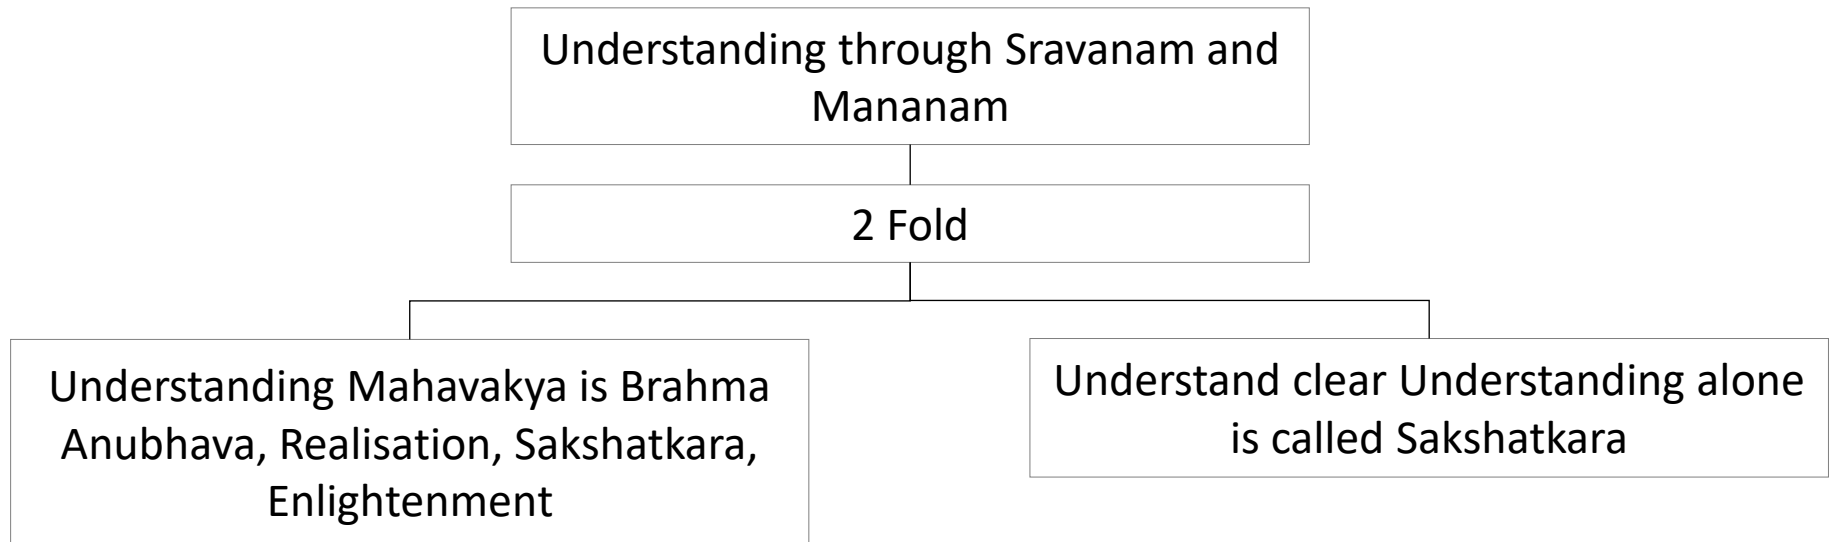 Understanding through Sravanam and
Mananam
2 Fold
Understanding Mahavakya is Brahma
Anubhava, Realisation, Sakshatkara,
Enlightenment
Understand clear Understanding alone
is called Sakshatkara